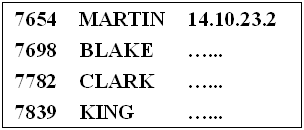 7654 MARTIN 14.10.23.2
7698 BLAKE …...
7782 CLARK …...
7839 KING …...